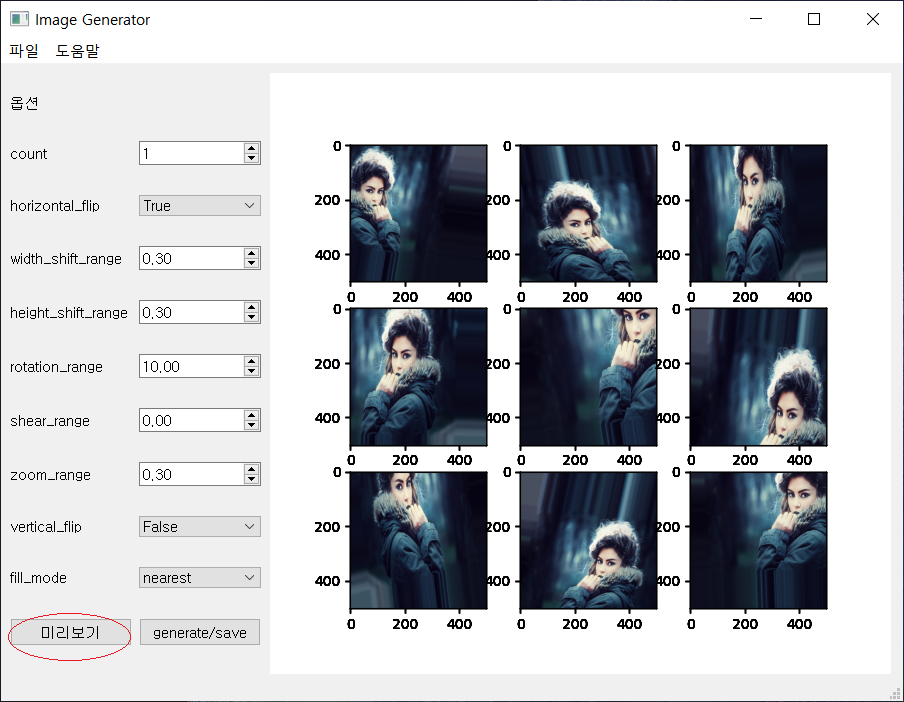 Image Generator
파일 도움말
옵션
count 1
horizontal_flip True
width_shift_range 0.30
height_shift_range 0.30
rotation_range 10.00
shear_range 0.00
zoom_range 0.30
vertical_flip False
fill_mode nearest
미리보기 generate/save
0 0 0
200 200 200
400 400 400
0 200 400 0 200 400 0 200 400
0 0 0
200 200 200
400 400 400
0 200 400 0 200 400 0 200 400
0 0 0
200 200 200
400 400 400
0 200 400 0 200 400 0 200 400